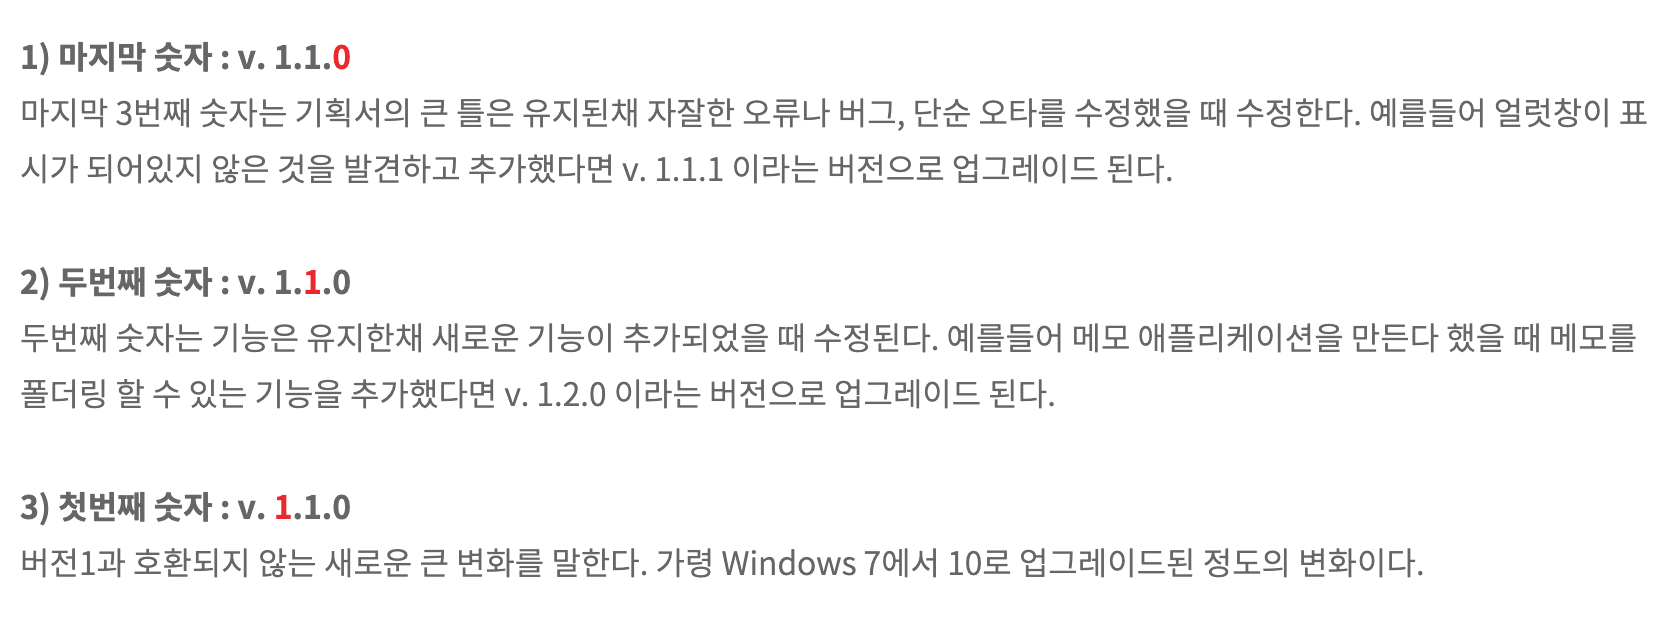 1) 마지막 숫자 : v. 1.1.0
마지막 3번째 숫자는 기획서의 큰 틀은 유지된채 자잘한 오류나 버그, 단순 오타를 수정했을 때 수정한다. 예를들어 얼럿창이 표
시가 되어있지 않은 것을 발견하고 추가했다면 v. 1.1.1 이라는 버전으로 업그레이드 된다.
2) 두번째 숫자 : v. 1.1.0
두번째 숫자는 기능은 유지한채 새로운 기능이 추가되었을 때 수정된다. 예를들어 메모 애플리케이션을 만든다 했을 때 메모를
폴더링 할 수 있는 기능을 추가했다면 v. 1.2.0 이라는 버전으로 업그레이드 된다.
3) 첫번째 숫자 : v. 1.1.0
버전1과 호환되지 않는 새로운 큰 변화를 말한다. 가령 Windows 7에서 10로 업그레이드된 정도의 변화이다.